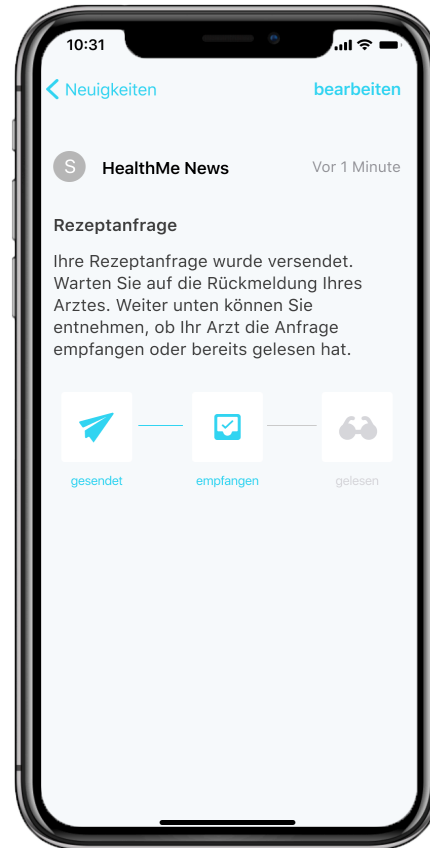 10:31
Neuigkeiten bearbeiten
S HealthMe News Vor 1 Minute
Rezeptanfrage
Ihre Rezeptanfrage wurde versendet.
Warten Sie auf die Rückmeldung Ihres
Arztes. Weiter unten können Sie
entnehmen, ob Ihr Arzt die Anfrage
empfangen oder bereits gelesen hat.
gesendet empfangen gelesen